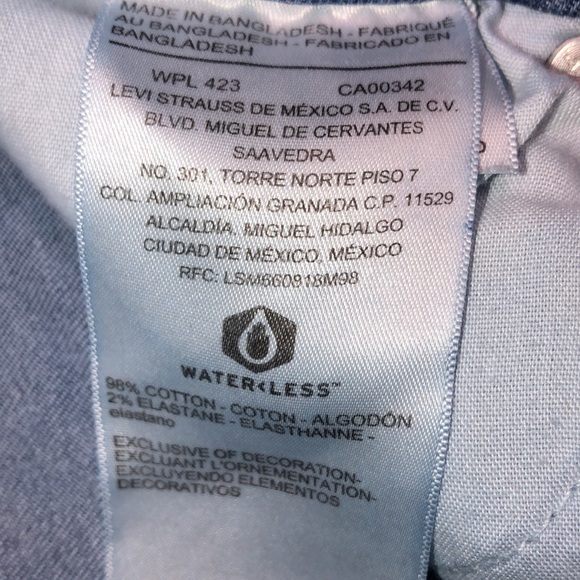 MADE IN BANGLADESH - FABRIQUÉ
AU BANGLADESH - FABRICADO EN
BANGLADESH
WPL 423 CA00342
LEVI STRAUSS DE MÉXICO S.A. DE C.V.
BLVD. MIGUEL DE CERVANTES
SAAVEDRA
NO. 301, TORRE NORTE PISO 7
COL. AMPLIACIÓN GRANADA C.P. 11529
ALCALDÍA. MIGUEL HIDALGO
CIUDAD DE MÉXICO, MÉXICO
RFC: LSM660818M98
WATER<LESS™
98% COTTON - COTON - ALGODÓN
2% ELASTANE - ELASTHANNE -
elastano
EXCLUSIVE OF DECORATION-
EXCLUANT L'ORNEMENTATION-
EXCLUYENDO ELEMENTOS
DECORATIVOS